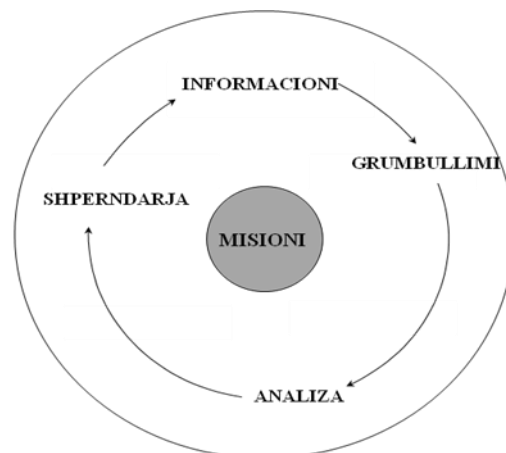 INFORMACIONI
GRUMBULLIMI
SHPERNDARJA
MISIONI
ANALIZA